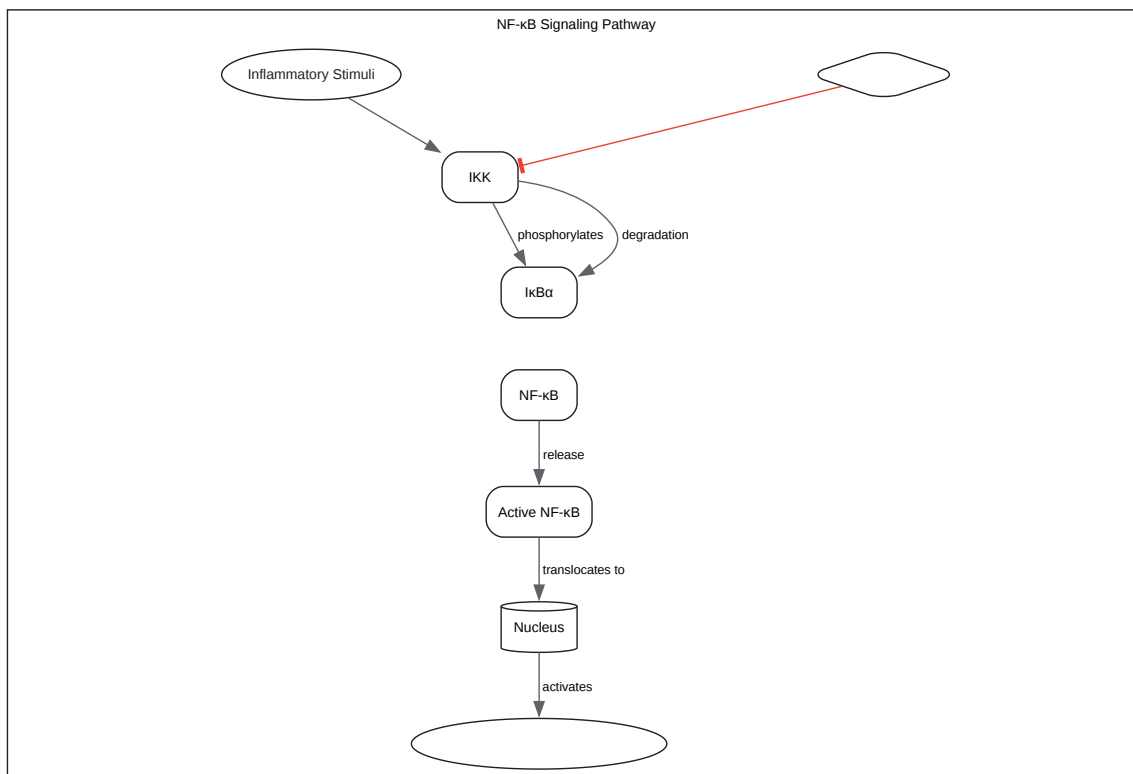 NF-κB Signaling Pathway
Inflammatory Stimuli
IKK
phosphorylates
degradation
IκBα
NF-κB
release
Active NF-κB
translocates to
Nucleus
activates